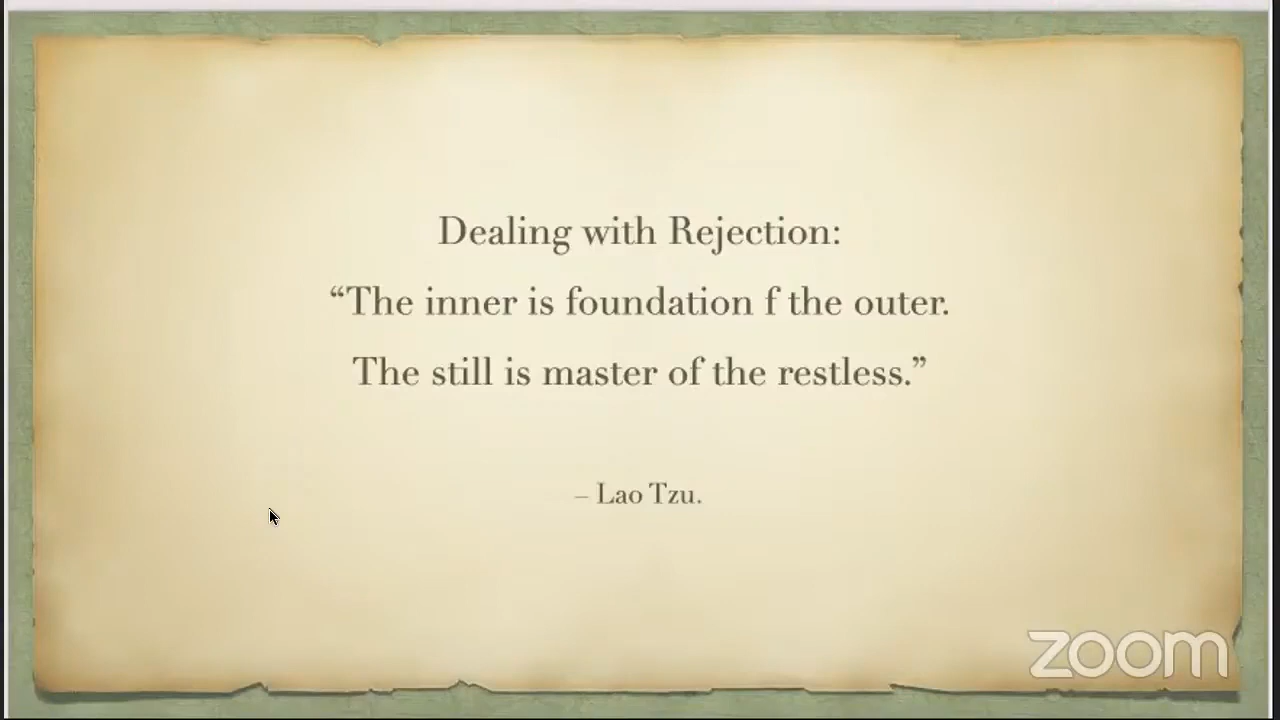 Dealing with Rejection:
“The inner is foundation f the outer.
The still is master of the restless.”
– Lao Tzu.
zoom